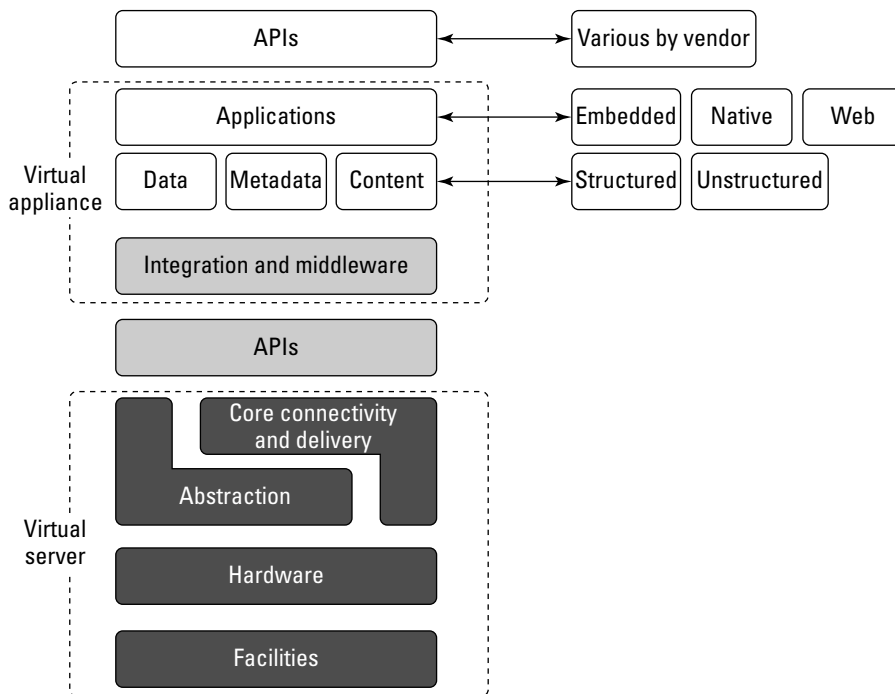 APIs
Various by vendor
Applications
Embedded
Native
Web
Virtual
appliance
Data
Metadata
Content
Structured
Unstructured
Integration and middleware
APIs
Core connectivity
and delivery
Abstraction
Virtual
server
Hardware
Facilities